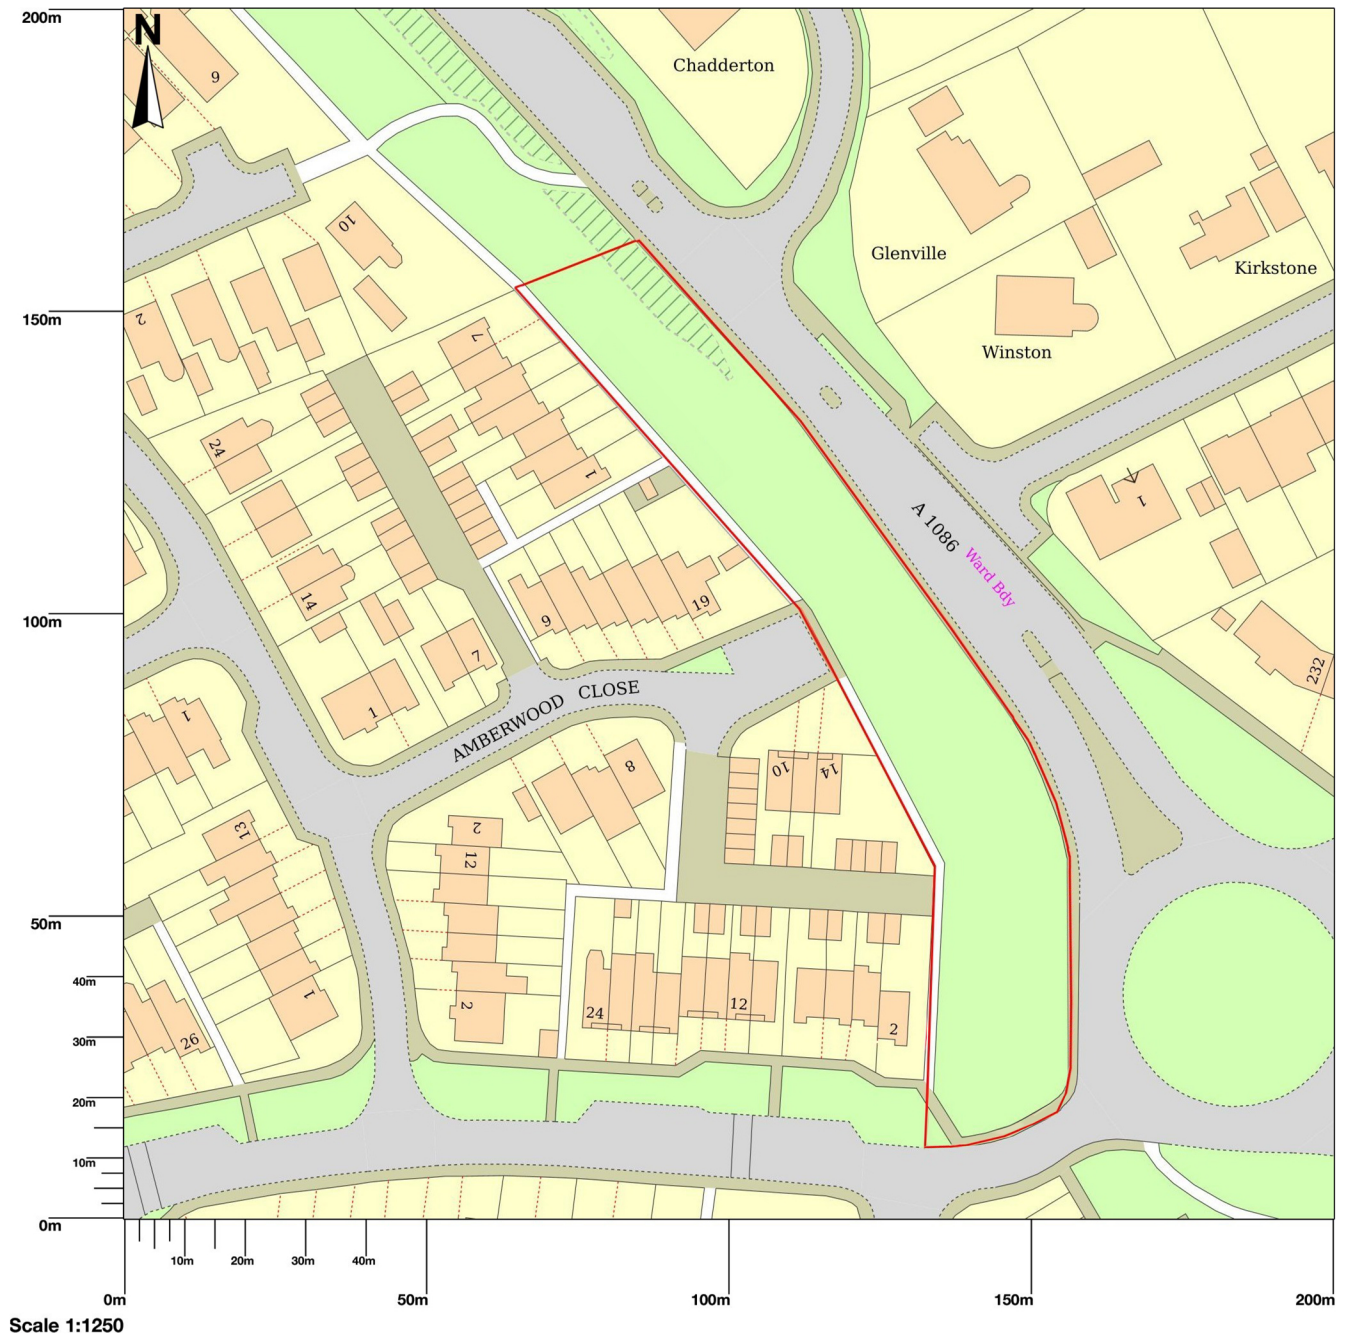 200m
N
9
Chadderton
10
Glenville
Kirkstone
2
150m
7
Winston
24
1
1
A 1086
Ward Bdy
14
9
19
100m
7
232
1
AMBERWOOD CLOSE
1
8
10
14
2
13
12
50m
40m
1
2
24
12
2
26
30m
20m
10m
0m
10m
20m
30m
40m
0m
50m
100m
150m
200m
Scale 1:1250